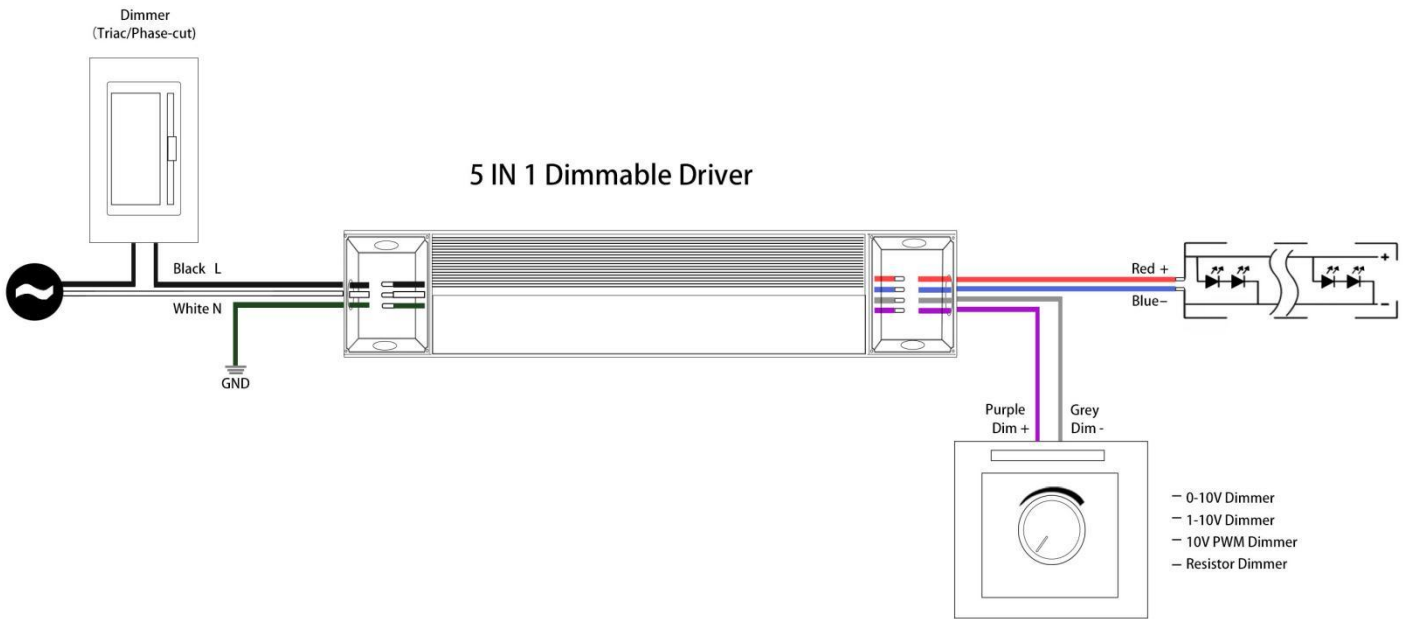 Dimmer
(Triac/Phase-cut)
5 IN 1 Dimmable Driver
Black L
White N
GND
Red +
Blue−
+
−
Purple
Dim +
Grey
Dim -
− 0-10V Dimmer
− 1-10V Dimmer
− 10V PWM Dimmer
− Resistor Dimmer